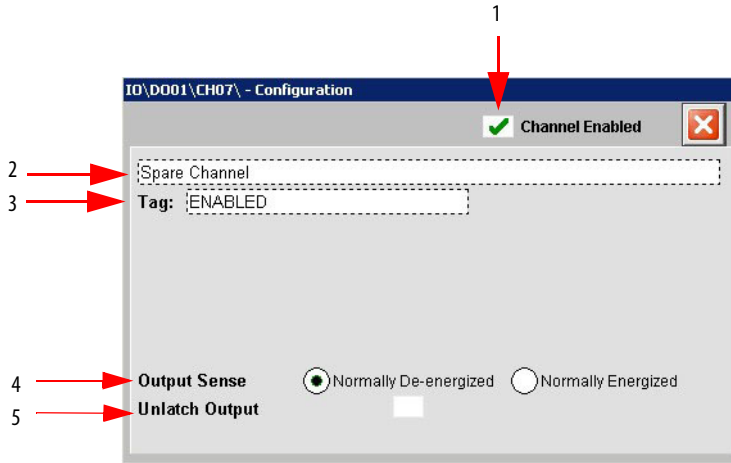 1
IO\DO01\CH07\ - Configuration
Channel Enabled
2 Spare Channel
3 Tag: ENABLED
4 Output Sense Normally De-energized Normally Energized
5 Unlatch Output